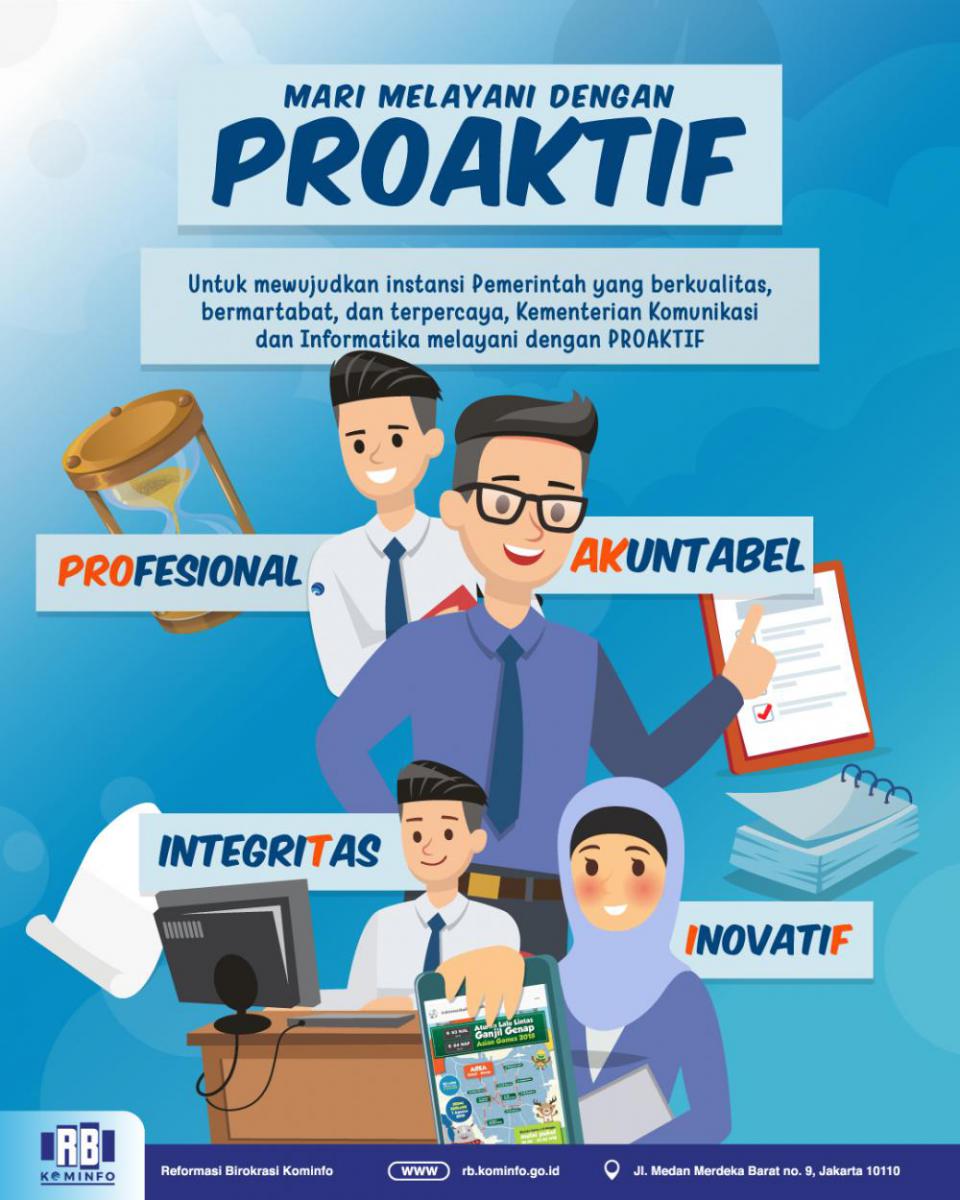 MARI MELAYANI DENGAN
PROAKTIF
Untuk mewujudkan instansi Pemerintah yang berkualitas,
bermartabat, dan terpercaya, Kementerian Komunikasi
dan Informatika melayani dengan PROAKTIF
PROFESIONAL
AKUNTABEL
INTEGRITAS
INOVATIF
Aturan Lalu Lintas
Ganjil Genap
Asian Games 2018
AREA
RB
KOMINFO
Reformasi Birokrasi Kominfo
WWW
rb.kominfo.go.id
Jl. Medan Merdeka Barat no. 9, Jakarta 10110